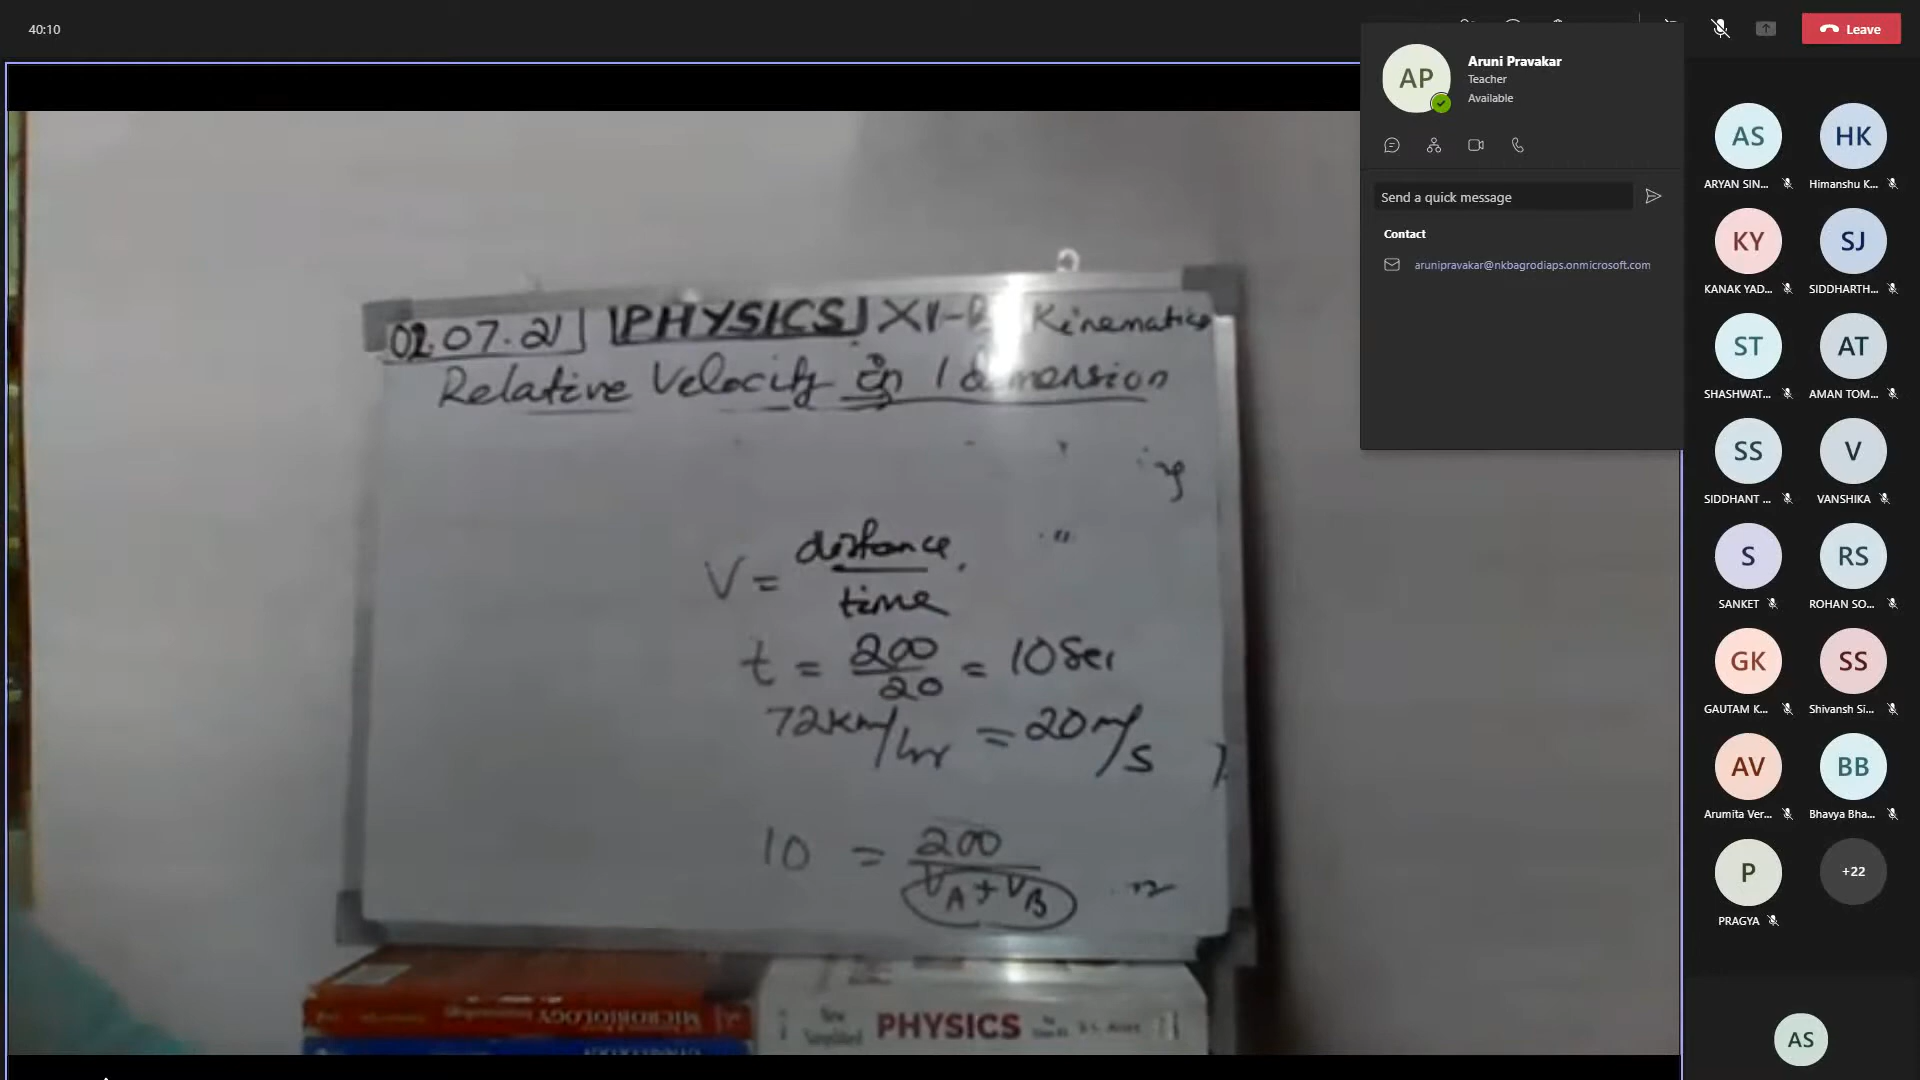 40:10
Leave
Aruni Pravakar
Teacher
Available
AP
Send a quick message
Contact
arunipravakar@nkbagrodiaps.onmicrosoft.com
02.07.21 PHYSICS XI- Kinematics
Relative Velocity in 1 dimension
V = distance
time
t = 200 = 10 Sec
20
72 km/hr = 20 m/s
10 = 200
VA + VB
MICROBIOLOGY
New
Simplified
PHYSICS
AS
HK
ARYAN SIN...
Himanshu K...
KY
SJ
KANAK YAD...
SIDDHARTH...
ST
AT
SHASHWAT...
AMAN TOM...
SS
V
SIDDHANT ...
VANSHIKA
S
RS
SANKET
ROHAN SO...
GK
SS
GAUTAM K...
Shivansh Si...
AV
BB
Arumita Ver...
Bhavya Bha...
P
+22
PRAGYA
AS